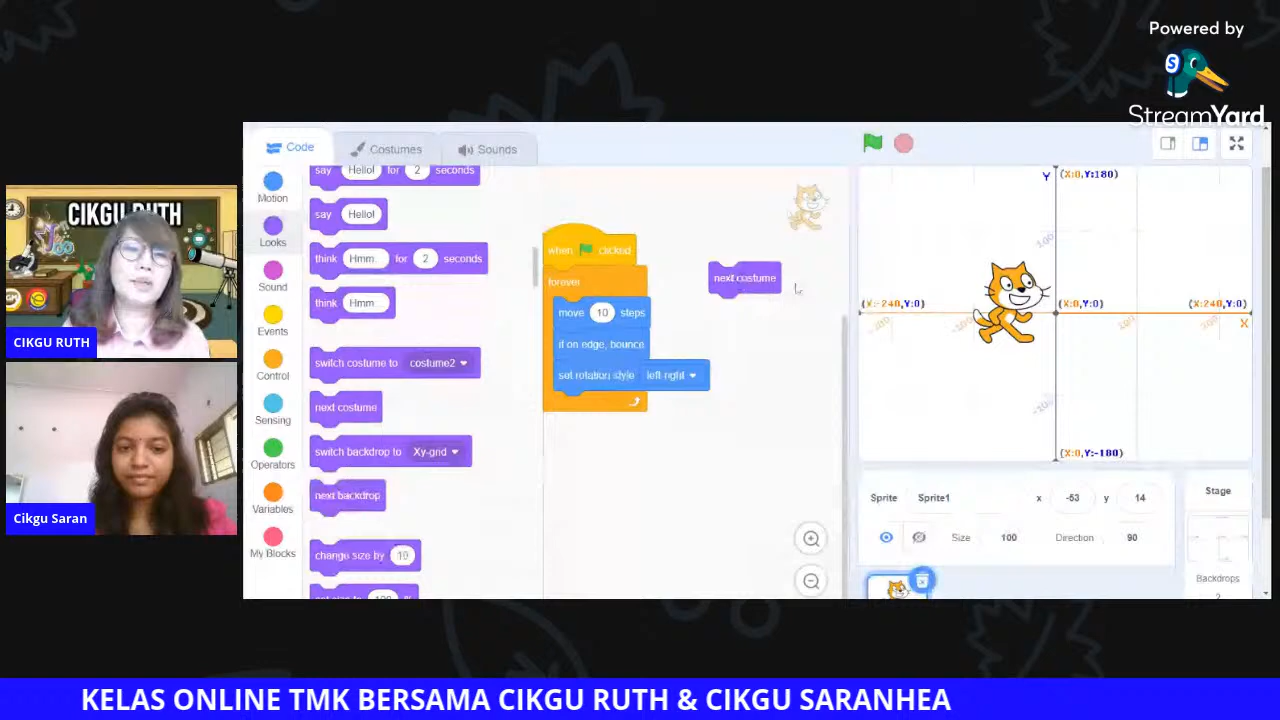 Powered by
S
StreamYard
CIKGU RUTH
CIKGU RUTH
Cikgu Saran
Code
Costumes
Sounds
Motion
Looks
Sound
Events
Control
Sensing
Operators
Variables
My Blocks
say Hello! for 2 seconds
say Hello!
think Hmm for 2 seconds
think Hmm
switch costume to costume2
next costume
switch backdrop to Xy-grid
next backdrop
change size by 10
when clicked
forever
move 10 steps
if on edge, bounce
set rotation style left-right
next costume
Y (X:0,Y:180)
100
(X:-240,Y:0) (X:0,Y:0) (X:240,Y:0)
-100 200
X
-100
(X:0,Y:-180)
Sprite Sprite1 x -53 y 14
Size 100 Direction 90
Stage
Backdrops
2
KELAS ONLINE TMK BERSAMA CIKGU RUTH & CIKGU SARANHEA